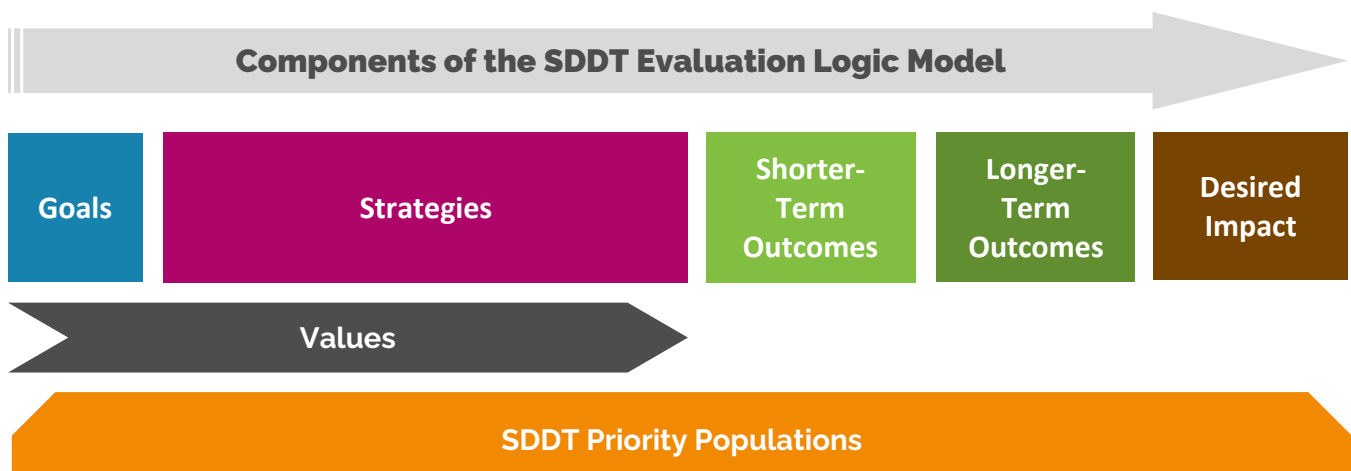 Components of the SDDT Evaluation Logic Model
Goals
Strategies
Shorter-
Term
Outcomes
Longer-
Term
Outcomes
Desired
Impact
Values
SDDT Priority Populations